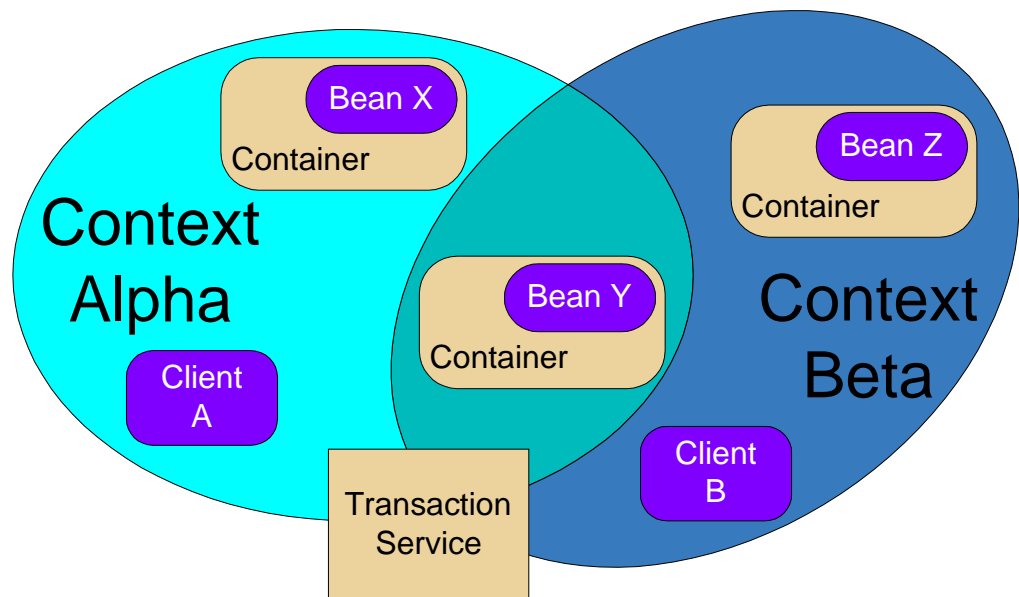 Bean X
Container
Context
Alpha
Client
A
Bean Y
Container
Transaction
Service
Bean Z
Container
Context
Beta
Client
B